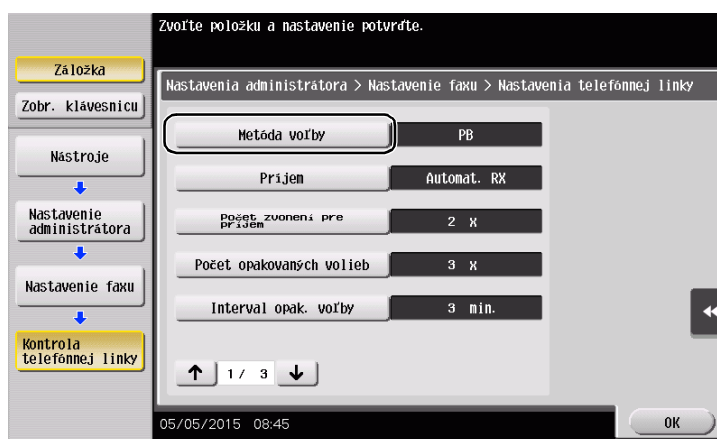 Zvoľte položku a nastavenie potvrďte.
Záložka
Zobr. klávesnicu
Nástroje
Nastavenie
administrátora
Nastavenie faxu
Kontrola
telefónnej linky
Nastavenia administrátora > Nastavenie faxu > Nastavenia telefónnej linky
Metóda voľby PB
Príjem Automat. RX
Počet zvonení pre
príjem 2 X
Počet opakovaných volieb 3 X
Interval opak. voľby 3 min.
↑ 1/ 3 ↓
05/05/2015 08:45
OK